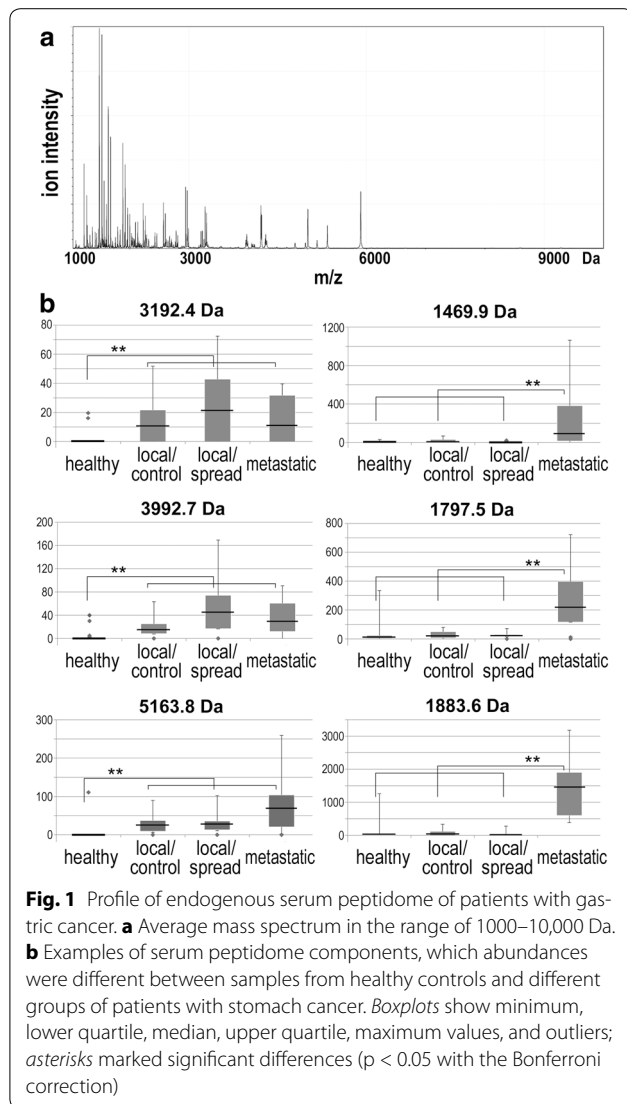 a
ion intensity
1000 3000 6000 9000 Da
m/z
b
3192.4 Da
80
60
40
20
0
**
healthy local/control local/spread metastatic
1469.9 Da
1200
800
400
0
**
healthy local/control local/spread metastatic
3992.7 Da
200
160
120
80
40
0
**
healthy local/control local/spread metastatic
1797.5 Da
800
600
400
200
0
**
healthy local/control local/spread metastatic
5163.8 Da
300
200
100
0
**
healthy local/control local/spread metastatic
1883.6 Da
3000
2000
1000
0
**
healthy local/control local/spread metastatic
Fig. 1 Profile of endogenous serum peptidome of patients with gas-
tric cancer. a Average mass spectrum in the range of 1000–10,000 Da.
b Examples of serum peptidome components, which abundances
were different between samples from healthy controls and different
groups of patients with stomach cancer. Boxplots show minimum,
lower quartile, median, upper quartile, maximum values, and outliers;
asterisks marked significant differences (p < 0.05 with the Bonferroni
correction)